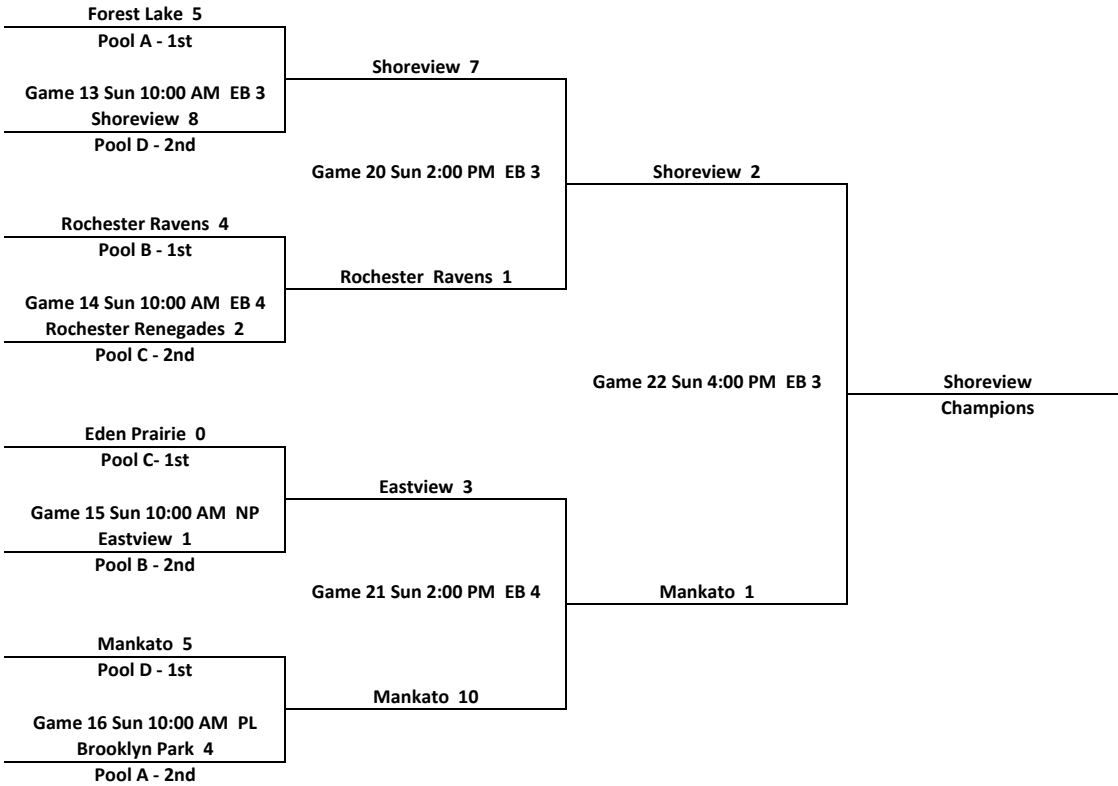 Forest Lake  5
Pool A - 1st
Game 13 Sun 10:00 AM  EB 3
Shoreview  8
Pool D - 2nd
Shoreview  7
Game 20 Sun 2:00 PM  EB 3
Rochester Ravens  4
Pool B - 1st
Game 14 Sun 10:00 AM  EB 4
Rochester Renegades  2
Pool C - 2nd
Rochester  Ravens  1
Shoreview  2
Game 22 Sun 4:00 PM  EB 3
Shoreview
Champions
Eden Prairie  0
Pool C- 1st
Game 15 Sun 10:00 AM  NP
Eastview  1
Pool B - 2nd
Eastview  3
Game 21 Sun 2:00 PM  EB 4
Mankato  1
Mankato  5
Pool D - 1st
Game 16 Sun 10:00 AM  PL
Brooklyn Park  4
Pool A - 2nd
Mankato  10